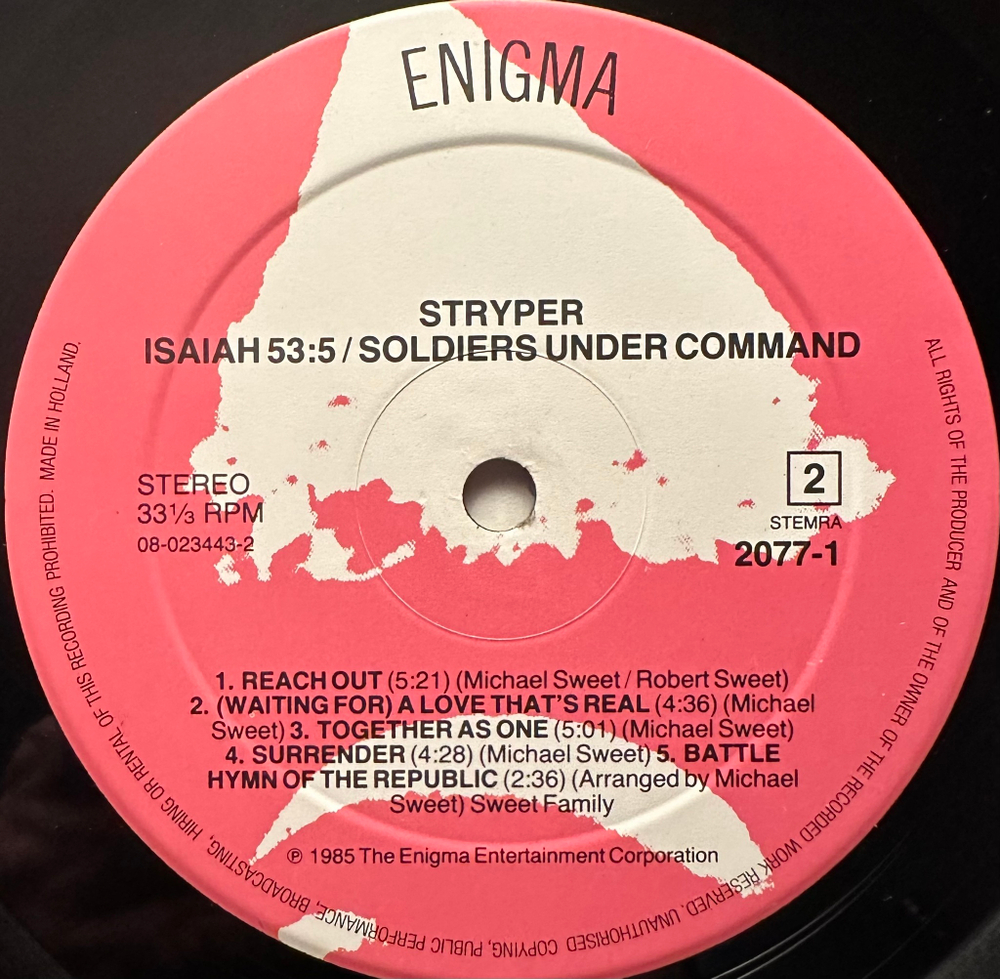 ENIGMA
STRYPER
ISAIAH 53:5 / SOLDIERS UNDER COMMAND
STEREO
33⅓ RPM
08-023443-2
2
STEMRA
2077-1
1. REACH OUT (5:21) (Michael Sweet / Robert Sweet)
2. (WAITING FOR) A LOVE THAT'S REAL (4:36) (Michael
Sweet) 3. TOGETHER AS ONE (5:01) (Michael Sweet)
4. SURRENDER (4:28) (Michael Sweet) 5. BATTLE
HYMN OF THE REPUBLIC (2:36) (Arranged by Michael
Sweet) Sweet Family
℗ 1985 The Enigma Entertainment Corporation
ALL RIGHTS OF THE PRODUCER AND OF THE OWNER OF THE RECORDED WORK RESERVED. UNAUTHORISED COPYING, PUBLIC PERFORMANCE, BROADCASTING, HIRING OR RENTAL OF THIS RECORDING PROHIBITED. MADE IN HOLLAND.